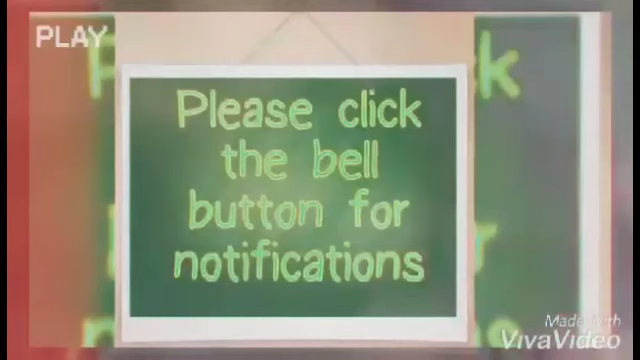 PLAY
Please click
the bell
button for
notifications
Made with
VivaVideo